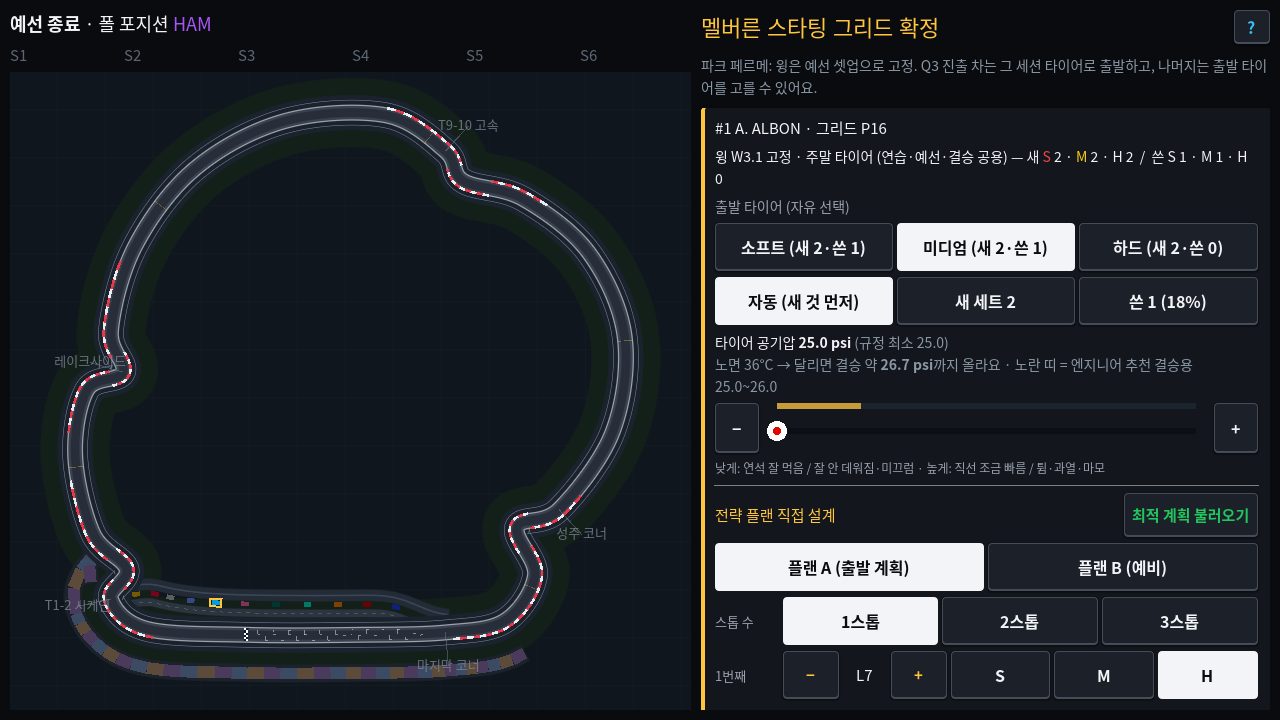 예선 종료 · 폴 포지션 HAM
S1 S2 S3 S4 S5 S6
T9-10 고속
레이크사이드
성주 코너
T1-2 시케인
마지막 코너
멜버른 스타팅 그리드 확정
?
파크 페르메: 윙은 예선 셋업으로 고정. Q3 진출 차는 그 세션 타이어로 출발하고, 나머지는 출발 타이
어를 고를 수 있어요.
#1 A. ALBON · 그리드 P16
윙 W3.1 고정 · 주말 타이어 (연습·예선·결승 공용) — 새 S 2 · M 2 · H 2 / 쓴 S 1 · M 1 · H
0
출발 타이어 (자유 선택)
소프트 (새 2·쓴 1) 미디엄 (새 2·쓴 1) 하드 (새 2·쓴 0)
자동 (새 것 먼저) 새 세트 2 쓴 1 (18%)
타이어 공기압 25.0 psi (규정 최소 25.0)
노면 36°C → 달리면 결승 약 26.7 psi까지 올라요 · 노란 띠 = 엔지니어 추천 결승용
25.0~26.0
− +
낮게: 연석 잘 먹음 / 잘 안 데워짐·미끄럼 · 높게: 직선 조금 빠름 / 튐·과열·마모
전략 플랜 직접 설계 최적 계획 불러오기
플랜 A (출발 계획) 플랜 B (예비)
스톱 수 1스톱 2스톱 3스톱
1번째 − L7 + S M H